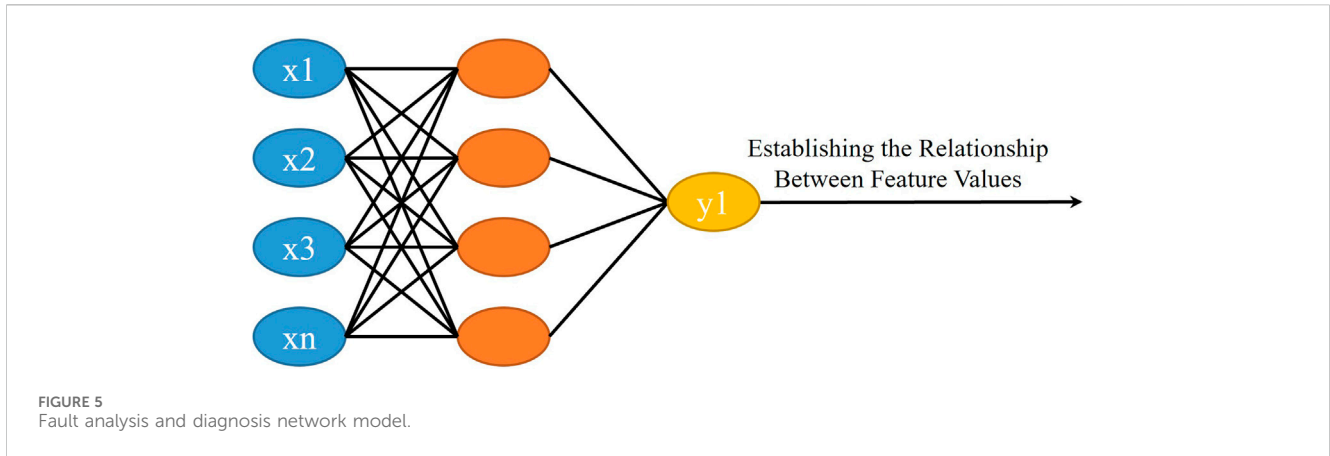 x1
x2
x3
xn
y1
Establishing the Relationship
Between Feature Values
FIGURE 5
Fault analysis and diagnosis network model.